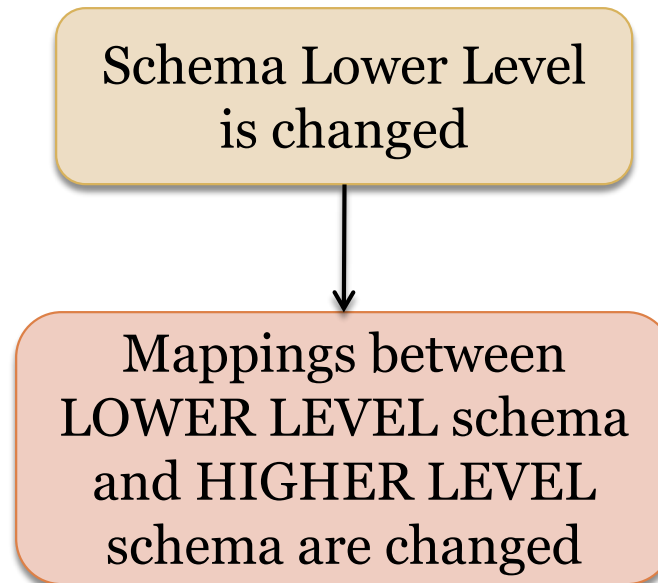 Schema Lower Level
is changed
Mappings between
LOWER LEVEL schema
and HIGHER LEVEL
schema are changed